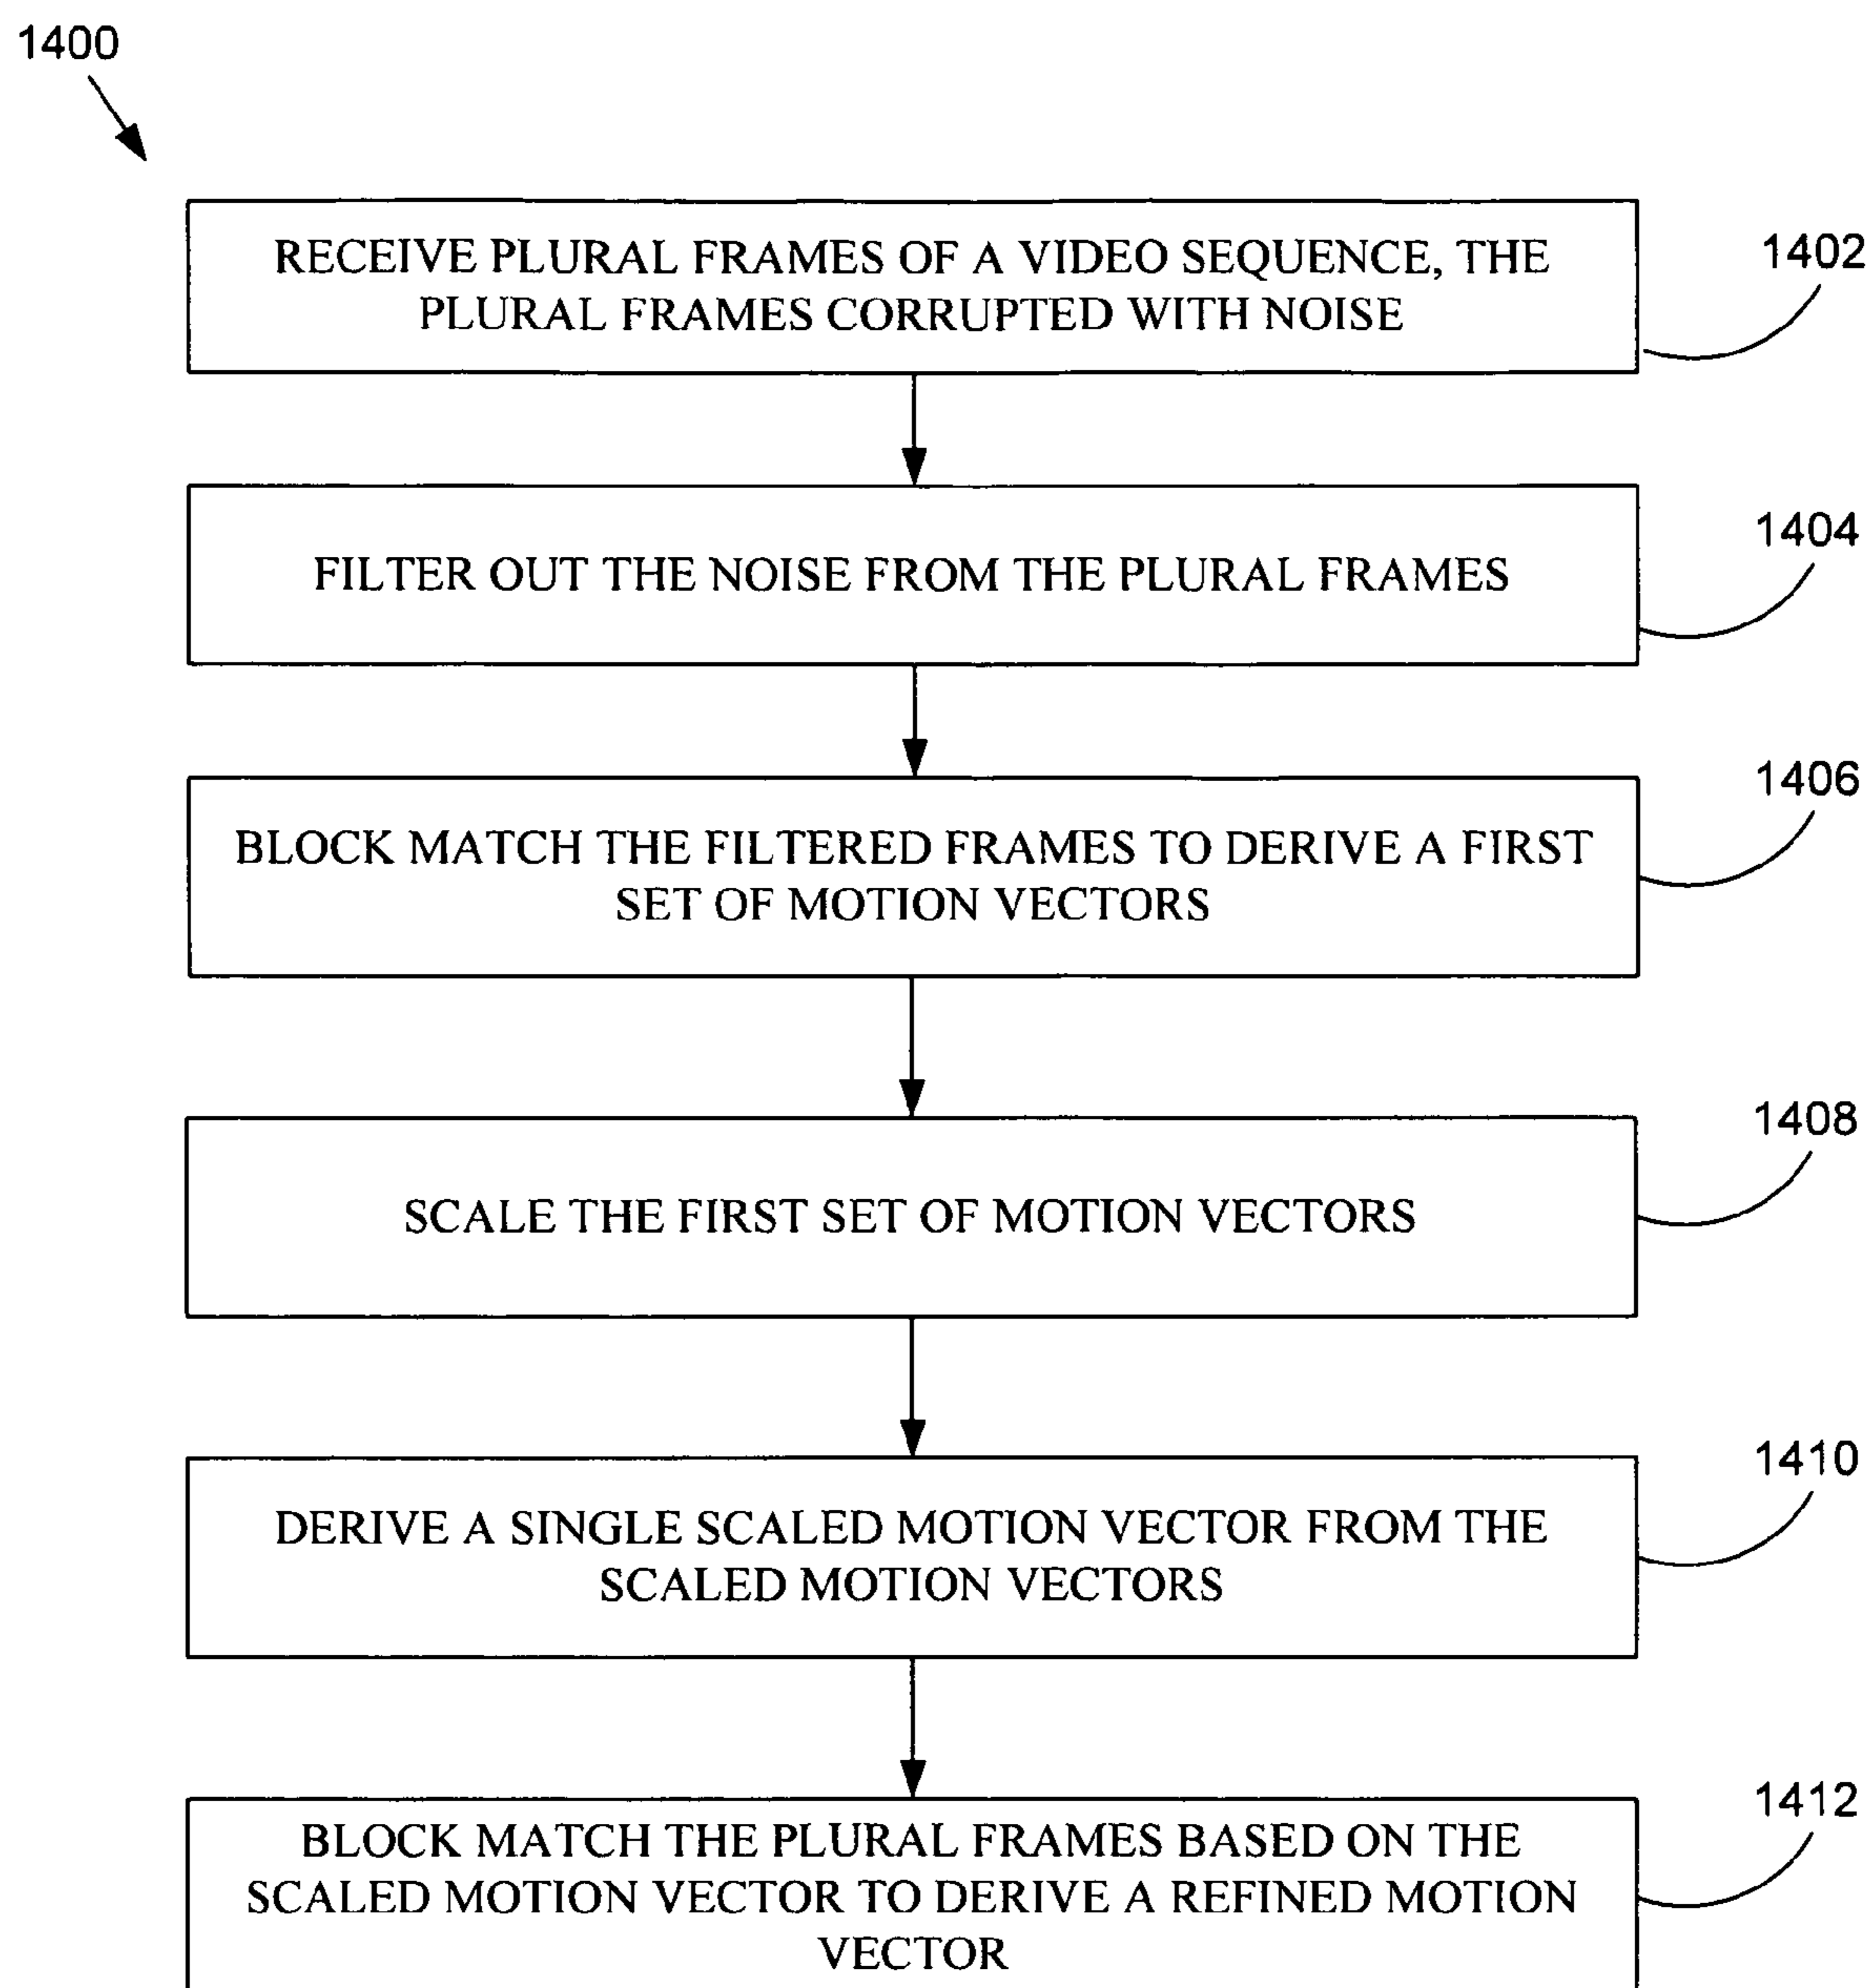 1400
RECEIVE PLURAL FRAMES OF A VIDEO SEQUENCE, THE
PLURAL FRAMES CORRUPTED WITH NOISE
1402
FILTER OUT THE NOISE FROM THE PLURAL FRAMES
1404
BLOCK MATCH THE FILTERED FRAMES TO DERIVE A FIRST
SET OF MOTION VECTORS
1406
SCALE THE FIRST SET OF MOTION VECTORS
1408
DERIVE A SINGLE SCALED MOTION VECTOR FROM THE
SCALED MOTION VECTORS
1410
BLOCK MATCH THE PLURAL FRAMES BASED ON THE
SCALED MOTION VECTOR TO DERIVE A REFINED MOTION
VECTOR
1412